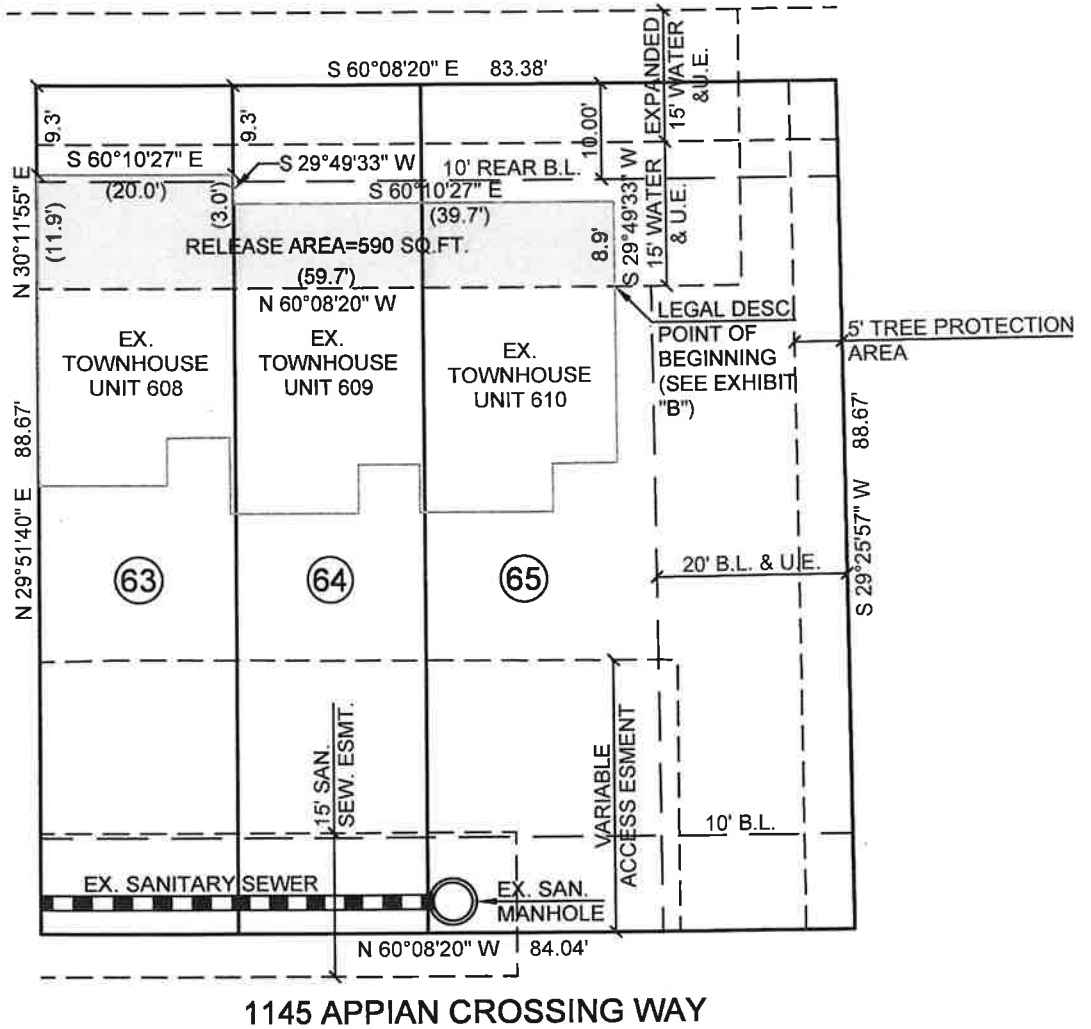 S 60°08'20" E 83.38'
EXPANDED
15' WATER
&U.E.
9.3'
9.3'
10.00'
S 60°10'27" E
(20.0')
S 29°49'33" W
10' REAR B.L.
S 60°10'27" E
(39.7')
(3.0')
N 30°11'55" E
(11.9')
8.9'
S 29°49'33" W
15' WATER
& U.E.
RELEASE AREA=590 SQ.FT.
(59.7')
N 60°08'20" W
EX.
TOWNHOUSE
UNIT 608
EX.
TOWNHOUSE
UNIT 609
EX.
TOWNHOUSE
UNIT 610
LEGAL DESC
POINT OF
BEGINNING
(SEE EXHIBIT
"B")
5' TREE PROTECTION
AREA
N 29°51'40" E 88.67'
S 29°25'57" W 88.67'
63
64
65
20' B.L. & U.E.
15' SAN.
SEW. ESMT.
VARIABLE
ACCESS ESMENT
10' B.L.
EX. SANITARY SEWER
EX. SAN.
MANHOLE
N 60°08'20" W 84.04'
1145 APPIAN CROSSING WAY